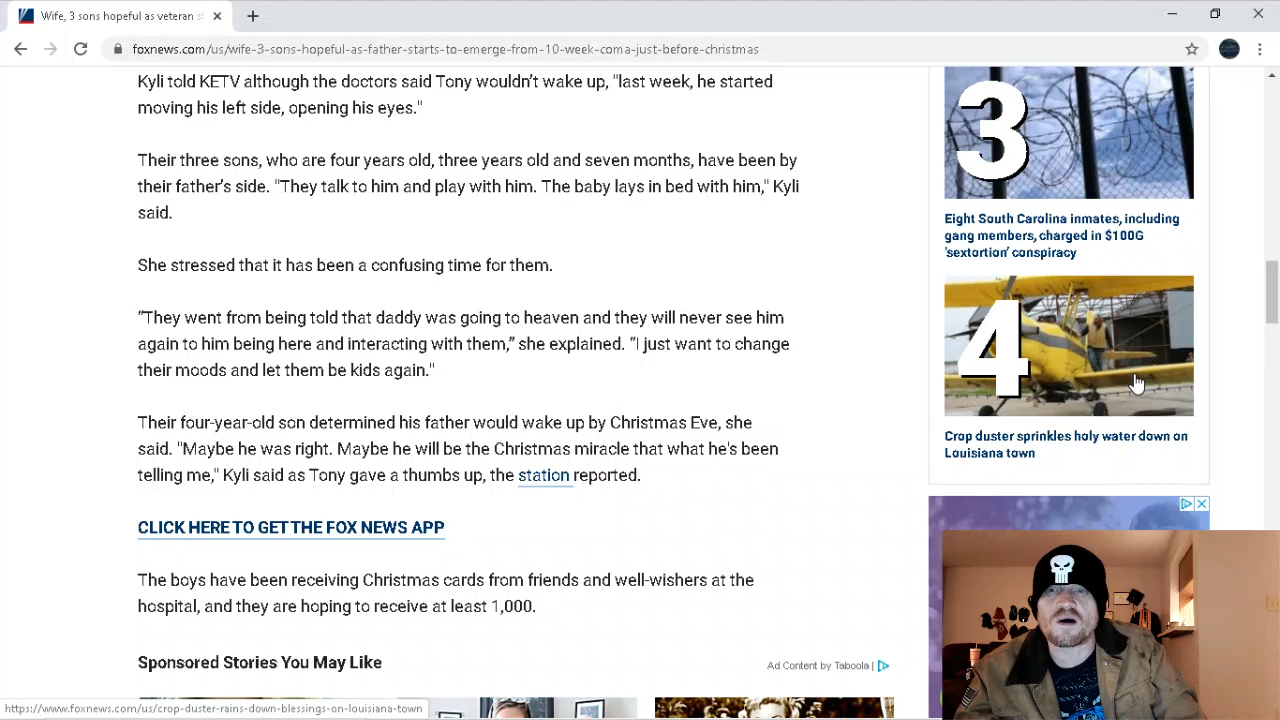 Wife, 3 sons hopeful as veteran s
foxnews.com/us/wife-3-sons-hopeful-as-father-starts-to-emerge-from-10-week-coma-just-before-christmas
Kyli told KETV although the doctors said Tony wouldn't wake up, "last week, he started
moving his left side, opening his eyes."
Their three sons, who are four years old, three years old and seven months, have been by
their father's side. "They talk to him and play with him. The baby lays in bed with him," Kyli
said.
She stressed that it has been a confusing time for them.
"They went from being told that daddy was going to heaven and they will never see him
again to him being here and interacting with them," she explained. "I just want to change
their moods and let them be kids again."
Their four-year-old son determined his father would wake up by Christmas Eve, she
said. "Maybe he was right. Maybe he will be the Christmas miracle that what he's been
telling me," Kyli said as Tony gave a thumbs up, the station reported.
CLICK HERE TO GET THE FOX NEWS APP
The boys have been receiving Christmas cards from friends and well-wishers at the
hospital, and they are hoping to receive at least 1,000.
Sponsored Stories You May Like
Ad Content by Taboola |
3
Eight South Carolina inmates, including
gang members, charged in $100G
'sextortion' conspiracy
4
Crop duster sprinkles holy water down on
Louisiana town
https://www.foxnews.com/us/crop-duster-rains-down-blessings-on-louisiana-town